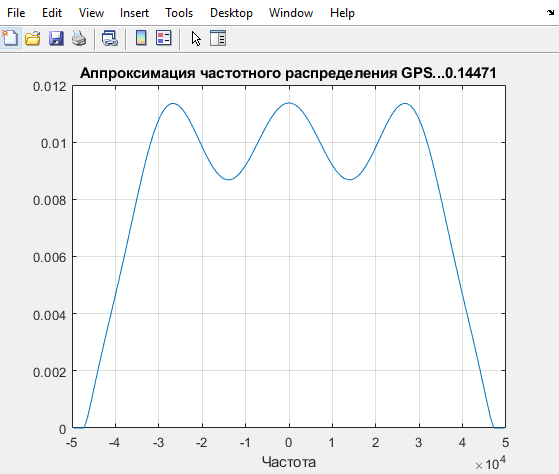 File Edit View Insert Tools Desktop Window Help
Аппроксимация частотного распределения GPS...0.14471
0.012
0.01
0.008
0.006
0.004
0.002
0
-5 -4 -3 -2 -1 0 1 2 3 4 5
×10⁴
Частота